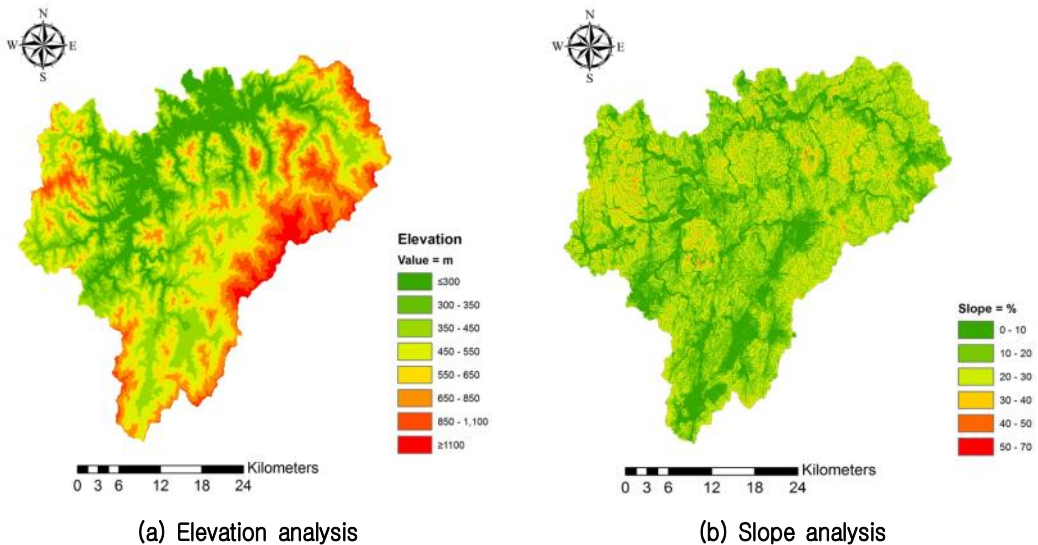 N
W E
S
Elevation
Value = m
≤300
300 - 350
350 - 450
450 - 550
550 - 650
650 - 850
850 - 1,100
≥1100
Kilometers
0 3 6 12 18 24
(a) Elevation analysis
N
W E
S
Slope = %
0 - 10
10 - 20
20 - 30
30 - 40
40 - 50
50 - 70
Kilometers
0 3 6 12 18 24
(b) Slope analysis